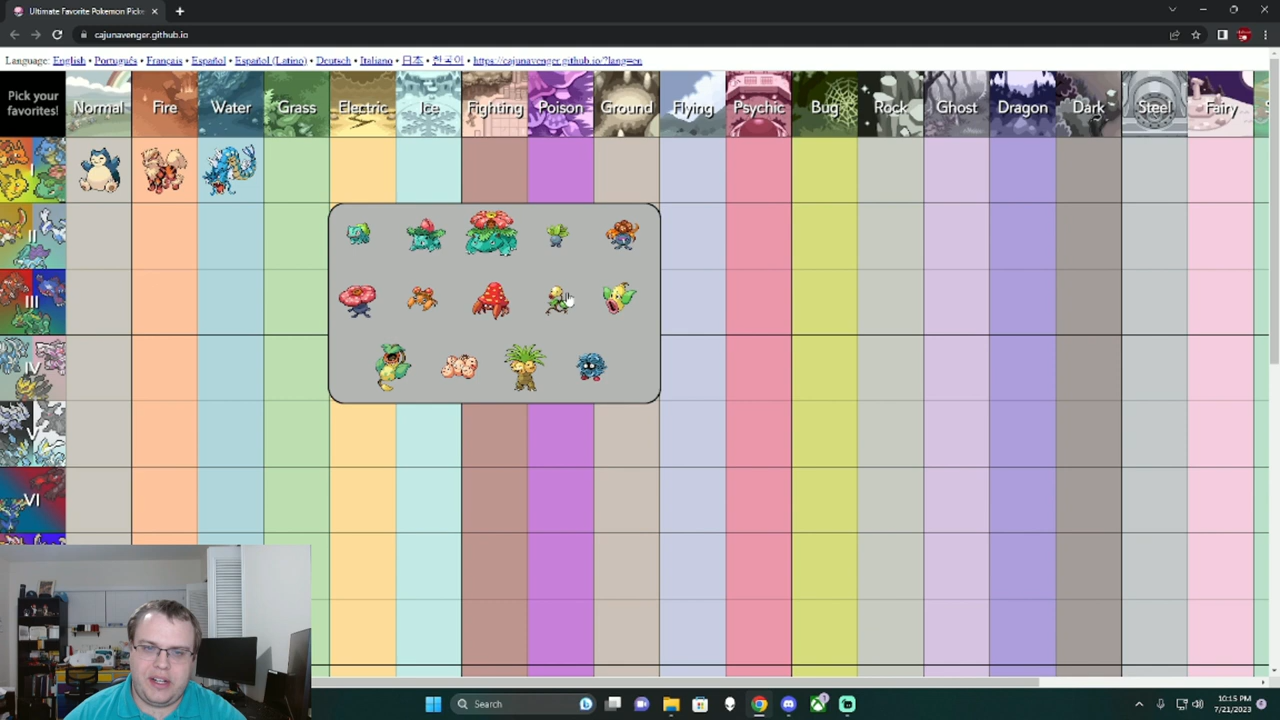 Ultimate Favorite Pokemon Picke
cajunavenger.github.io
Language: English • Português • Français • Español • Español (Latino) • Deutsch • Italiano • 日本 • 한국어 • https://cajunavenger.github.io/?lang=en
Pick your favorites! Normal Fire Water Grass Electric Ice Fighting Poison Ground Flying Psychic Bug Rock Ghost Dragon Dark Steel Fairy
I
II
III
IV
V
VI
Search
10:15 PM
7/21/2023